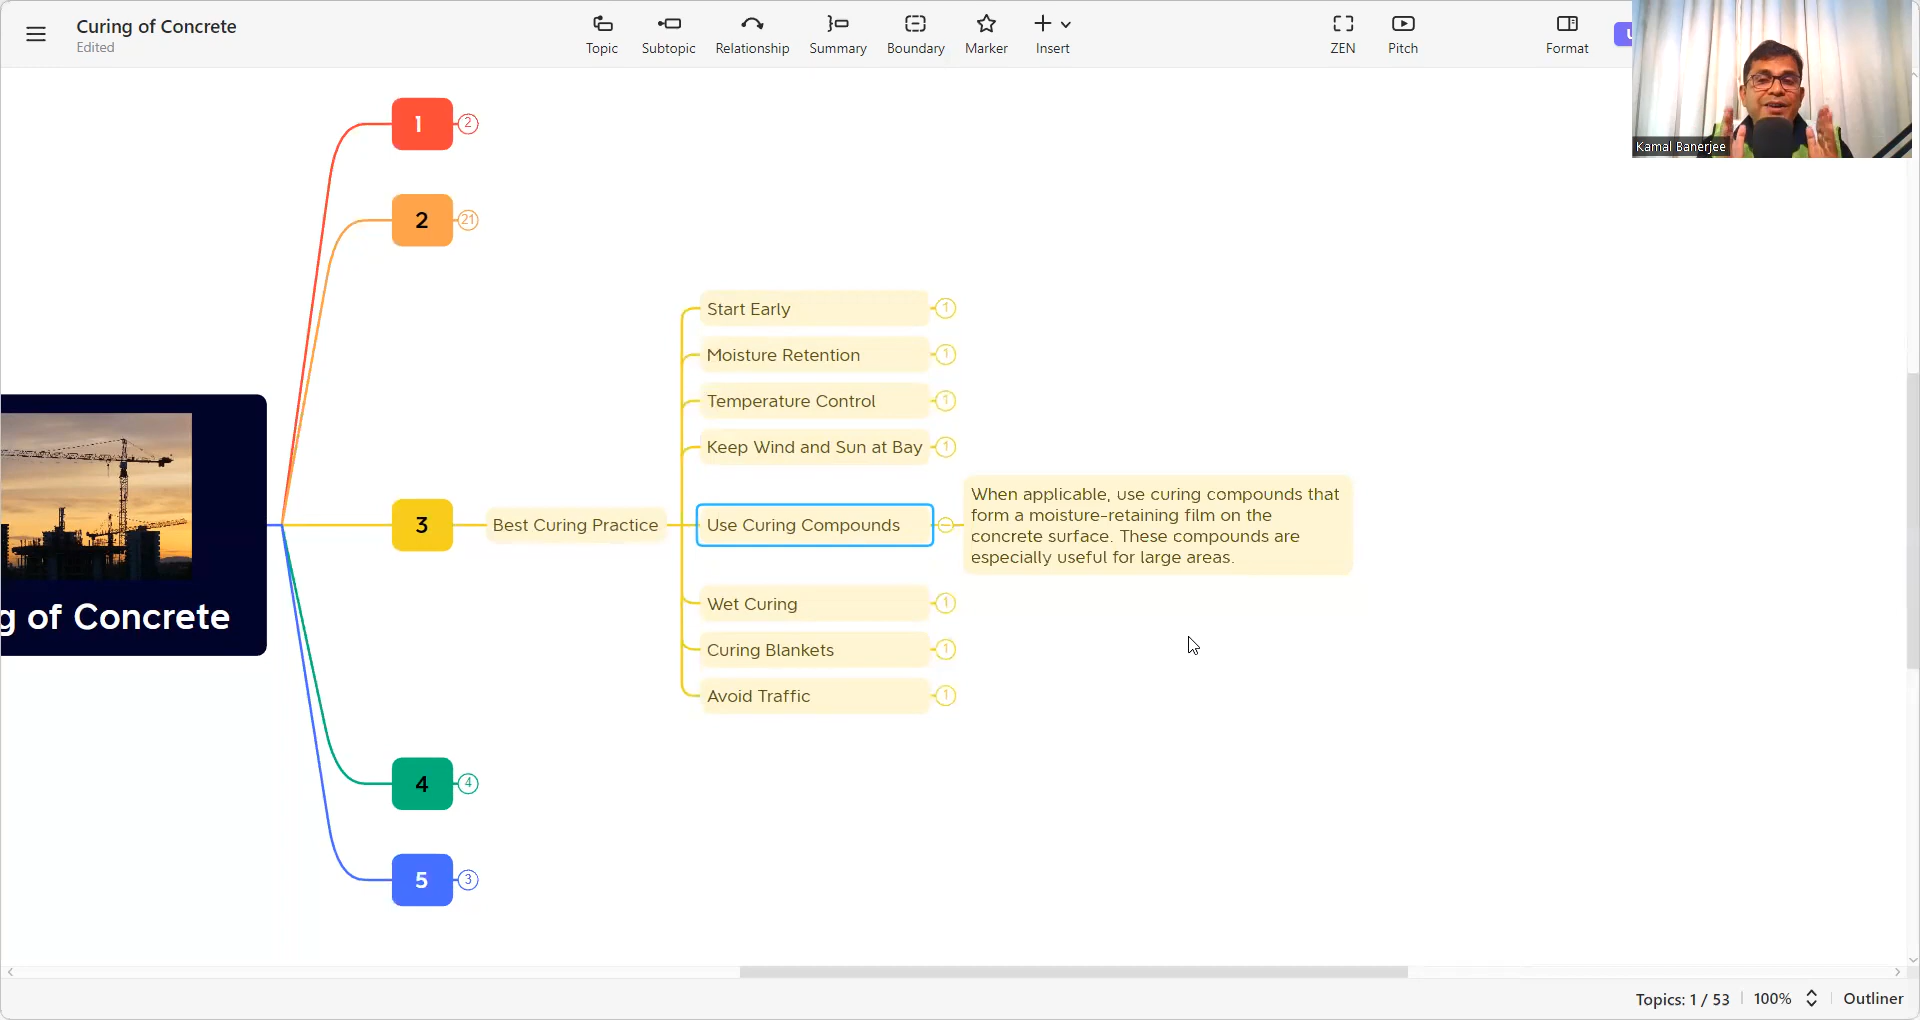 Curing of Concrete
Edited
Topic
Subtopic
Relationship
Summary
Boundary
Marker
Insert
ZEN
Pitch
Format
Kamal Banerjee
1
2
2
21
Start Early
1
Moisture Retention
1
Temperature Control
1
Keep Wind and Sun at Bay
1
3
Best Curing Practice
Use Curing Compounds
When applicable, use curing compounds that
form a moisture-retaining film on the
concrete surface. These compounds are
especially useful for large areas.
g of Concrete
Wet Curing
1
Curing Blankets
1
Avoid Traffic
1
4
4
5
3
Topics: 1 / 53
100%
Outliner